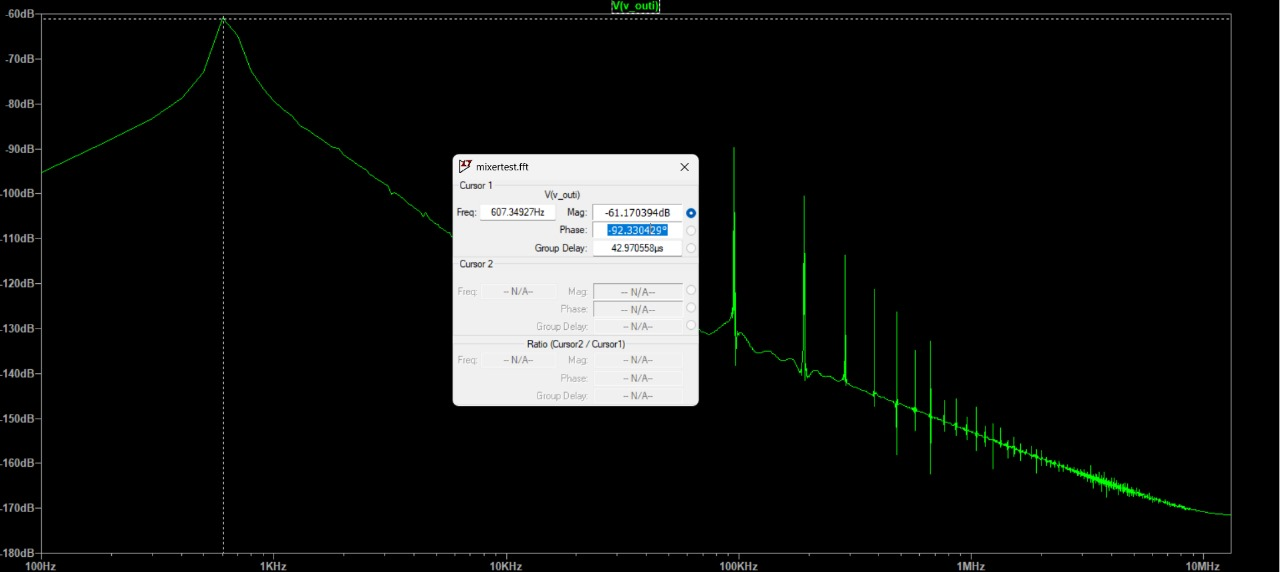 V(v_outi)
-60dB
-70dB
-80dB
-90dB
-100dB
-110dB
-120dB
-130dB
-140dB
-150dB
-160dB
-170dB
-180dB
mixertest.fft
Cursor 1
V(v_outi)
Freq: 607.34927Hz Mag: -61.170394dB
Phase: -92.330429°
Group Delay: 42.970558µs
Cursor 2
Freq: -- N/A-- Mag: -- N/A--
Phase: -- N/A--
Group Delay: -- N/A--
Ratio (Cursor2 / Cursor1)
Freq: -- N/A-- Mag: -- N/A--
Phase: -- N/A--
Group Delay: -- N/A--
100Hz 1KHz 10KHz 100KHz 1MHz 10MHz